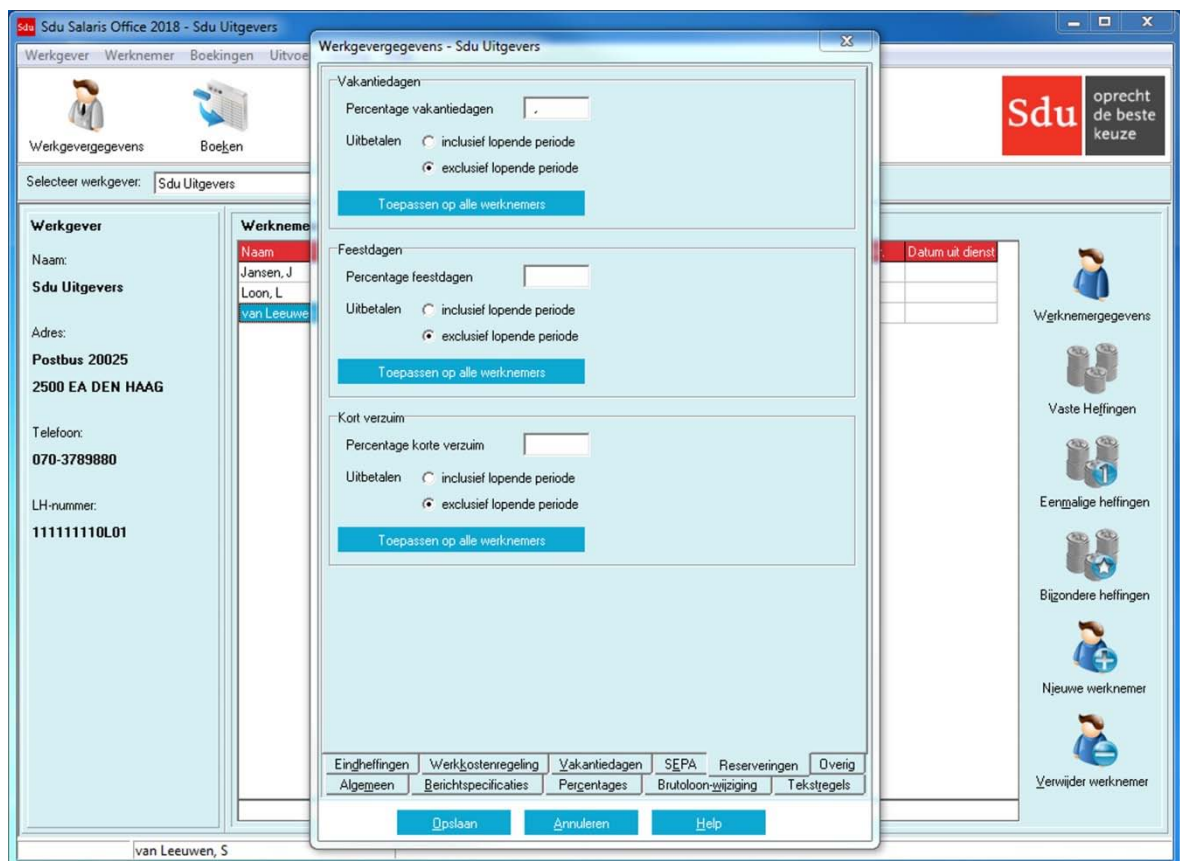 Sdu Salaris Office 2018 - Sdu Uitgevers
Werkgever Werknemer Boekingen
Werkgevergegevens
Boeken
Sdu
oprecht
de beste
keuze
Selecteer werkgever: Sdu Uitgevers
Werkgever
Naam:
Sdu Uitgevers
Adres:
Postbus 20025
2500 EA DEN HAAG
Telefoon:
070-3789880
LH-nummer:
111111110L01
Naam
Datum uit dienst
Jansen, J
Loon, L
van Leeuwe
Werkgevergegevens - Sdu Uitgevers
Vakantiedagen
Percentage vakantiedagen ,
Uitbetalen inclusief lopende periode
exclusief lopende periode
Toepassen op alle werknemers
Feestdagen
Percentage feestdagen
Uitbetalen inclusief lopende periode
exclusief lopende periode
Toepassen op alle werknemers
Kort verzuim
Percentage korte verzuim
Uitbetalen inclusief lopende periode
exclusief lopende periode
Toepassen op alle werknemers
Eindheffingen Werkkostenregeling Vakantiedagen SEPA Reserveringen Overig
Algemeen Berichtspecificaties Percentages Brutoloon-wijziging Tekstregels
Opslaan Annuleren Help
Werknemergegevens
Vaste Heffingen
Eenmalige heffingen
Bijzondere heffingen
Nieuwe werknemer
Verwijder werknemer
van Leeuwen, S